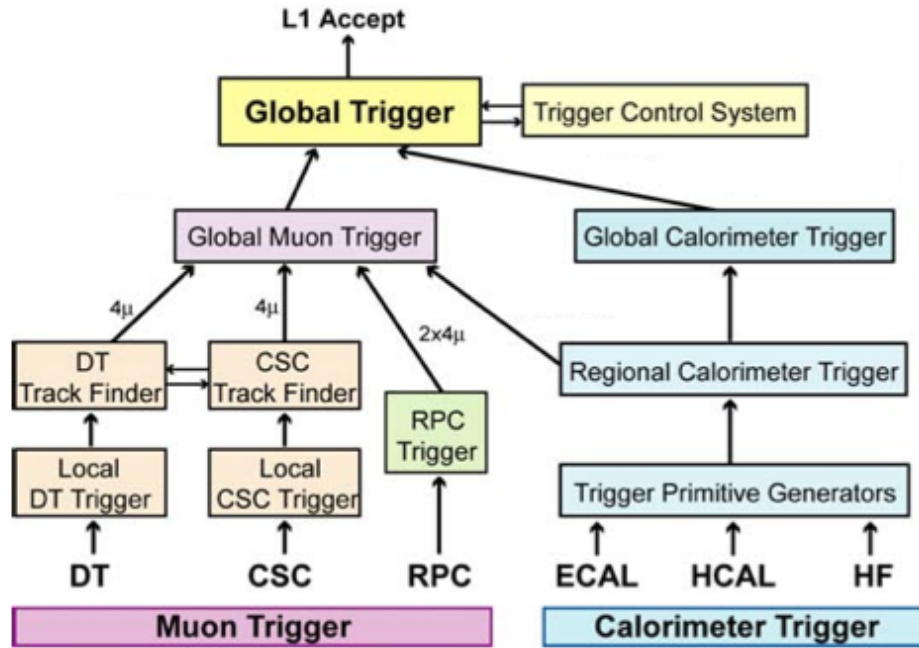 L1 Accept
Global Trigger
Trigger Control System
Global Muon Trigger
Global Calorimeter Trigger
4μ
4μ
2x4μ
DT
Track Finder
CSC
Track Finder
Regional Calorimeter Trigger
RPC
Trigger
Local
DT Trigger
Local
CSC Trigger
Trigger Primitive Generators
DT
CSC
RPC
ECAL
HCAL
HF
Muon Trigger
Calorimeter Trigger